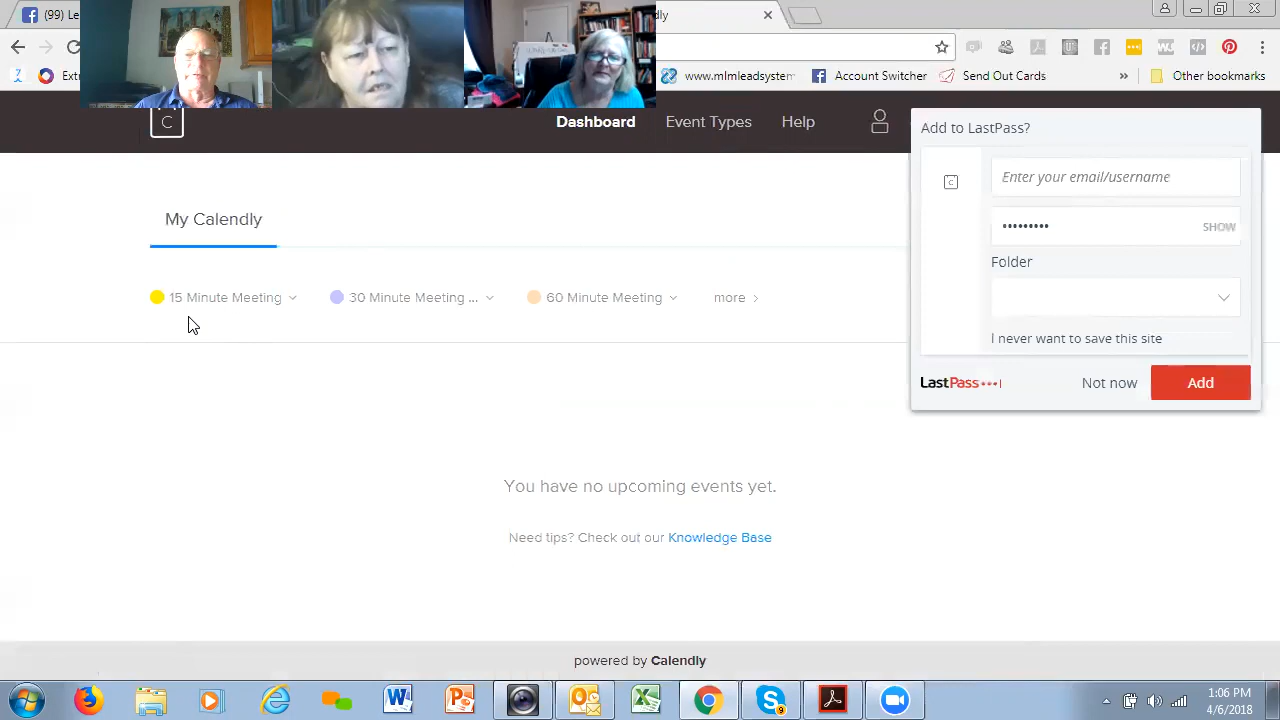 (99) Le
ly
Ext
www.mlmleadsystem
Account Switcher
Send Out Cards
»
Other bookmarks
C
Dashboard
Event Types
Help
Add to LastPass?
C
Enter your email/username
•••••••••
SHOW
My Calendly
Folder
15 Minute Meeting
30 Minute Meeting ...
60 Minute Meeting
more
I never want to save this site
LastPass
Not now
Add
You have no upcoming events yet.
Need tips? Check out our Knowledge Base
powered by Calendly
1:06 PM
4/6/2018